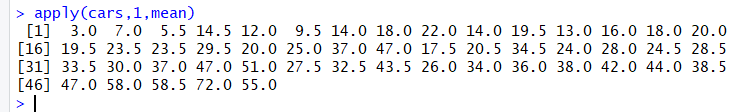 > apply(cars,1,mean)
 [1]  3.0  7.0  5.5 14.5 12.0  9.5 14.0 18.0 22.0 14.0 19.5 13.0 16.0 18.0 20.0
[16] 19.5 23.5 23.5 29.5 20.0 25.0 37.0 47.0 17.5 20.5 34.5 24.0 28.0 24.5 28.5
[31] 33.5 30.0 37.0 47.0 51.0 27.5 32.5 43.5 26.0 34.0 36.0 38.0 42.0 44.0 38.5
[46] 47.0 58.0 58.5 72.0 55.0
>